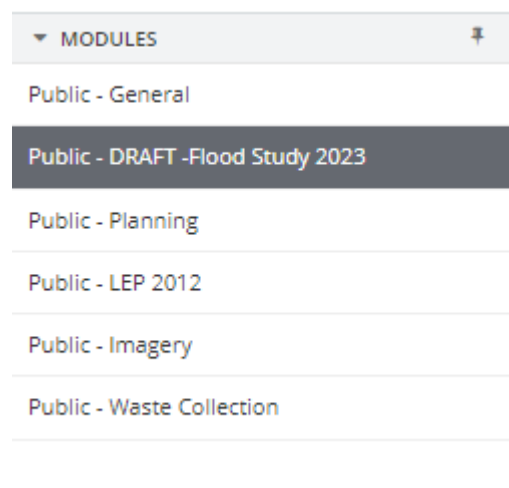 MODULES
Public - General
Public - DRAFT -Flood Study 2023
Public - Planning
Public - LEP 2012
Public - Imagery
Public - Waste Collection